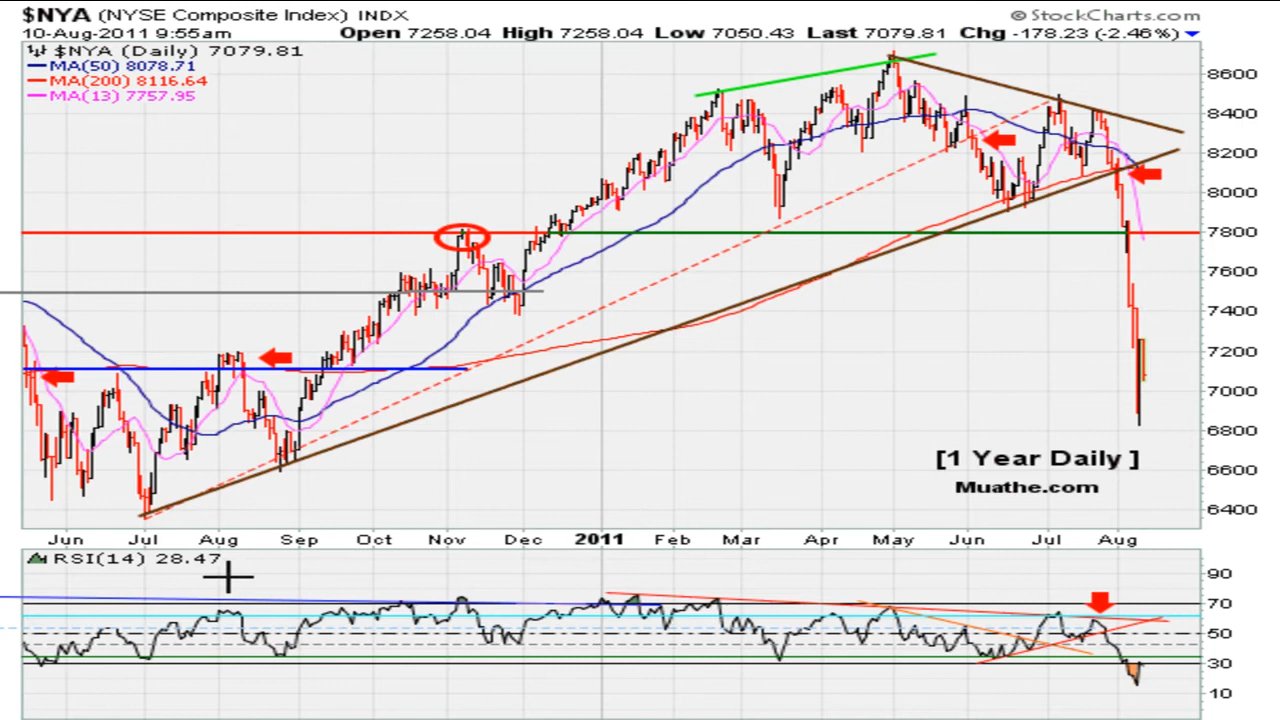 $NYA (NYSE Composite Index) INDX
© StockCharts.com
10-Aug-2011 9:55am
Open 7258.04 High 7258.04 Low 7050.43 Last 7079.81 Chg -178.23 (-2.46%)
$NYA (Daily) 7079.81
MA(50) 8078.71
MA(200) 8116.64
MA(13) 7757.95
8600
8400
8200
8000
7800
7600
7400
7200
7000
6800
6600
6400
[1 Year Daily ]
Muathe.com
Jun Jul Aug Sep Oct Nov Dec 2011 Feb Mar Apr May Jun Jul Aug
RSI(14) 28.47
90
70
50
30
10